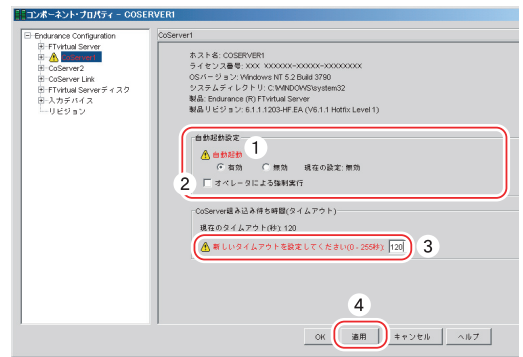 コンポーネント・プロパティ - COSERVER1
Endurance Configuration
FTvirtual Server
CoServer1
CoServer2
CoServer Link
FTvirtual Serverディスク
入力デバイス
リビジョン
CoServer1
ホスト名: COSERVER1
ライセンス番号: XXX XXXXXX-XXXXX-XXXXXXXX
OSバージョン: Windows NT 5.2 Build 3790
システムディレクトリ: C:\WINDOWS\system32
製品: Endurance (R) FTvirtual Server
製品リビジョン: 6.1.1.1203-HF.EA (V6.1.1 Hotfix Level 1)
自動起動設定
自動起動 1
有効 無効 現在の設定: 無効
2 オペレータによる強制実行
CoServer組み込み待ち時間(タイムアウト)
現在のタイムアウト(秒): 120
新しいタイムアウトを設定してください(0 - 255秒): 120 3
4
OK 適用 キャンセル ヘルプ